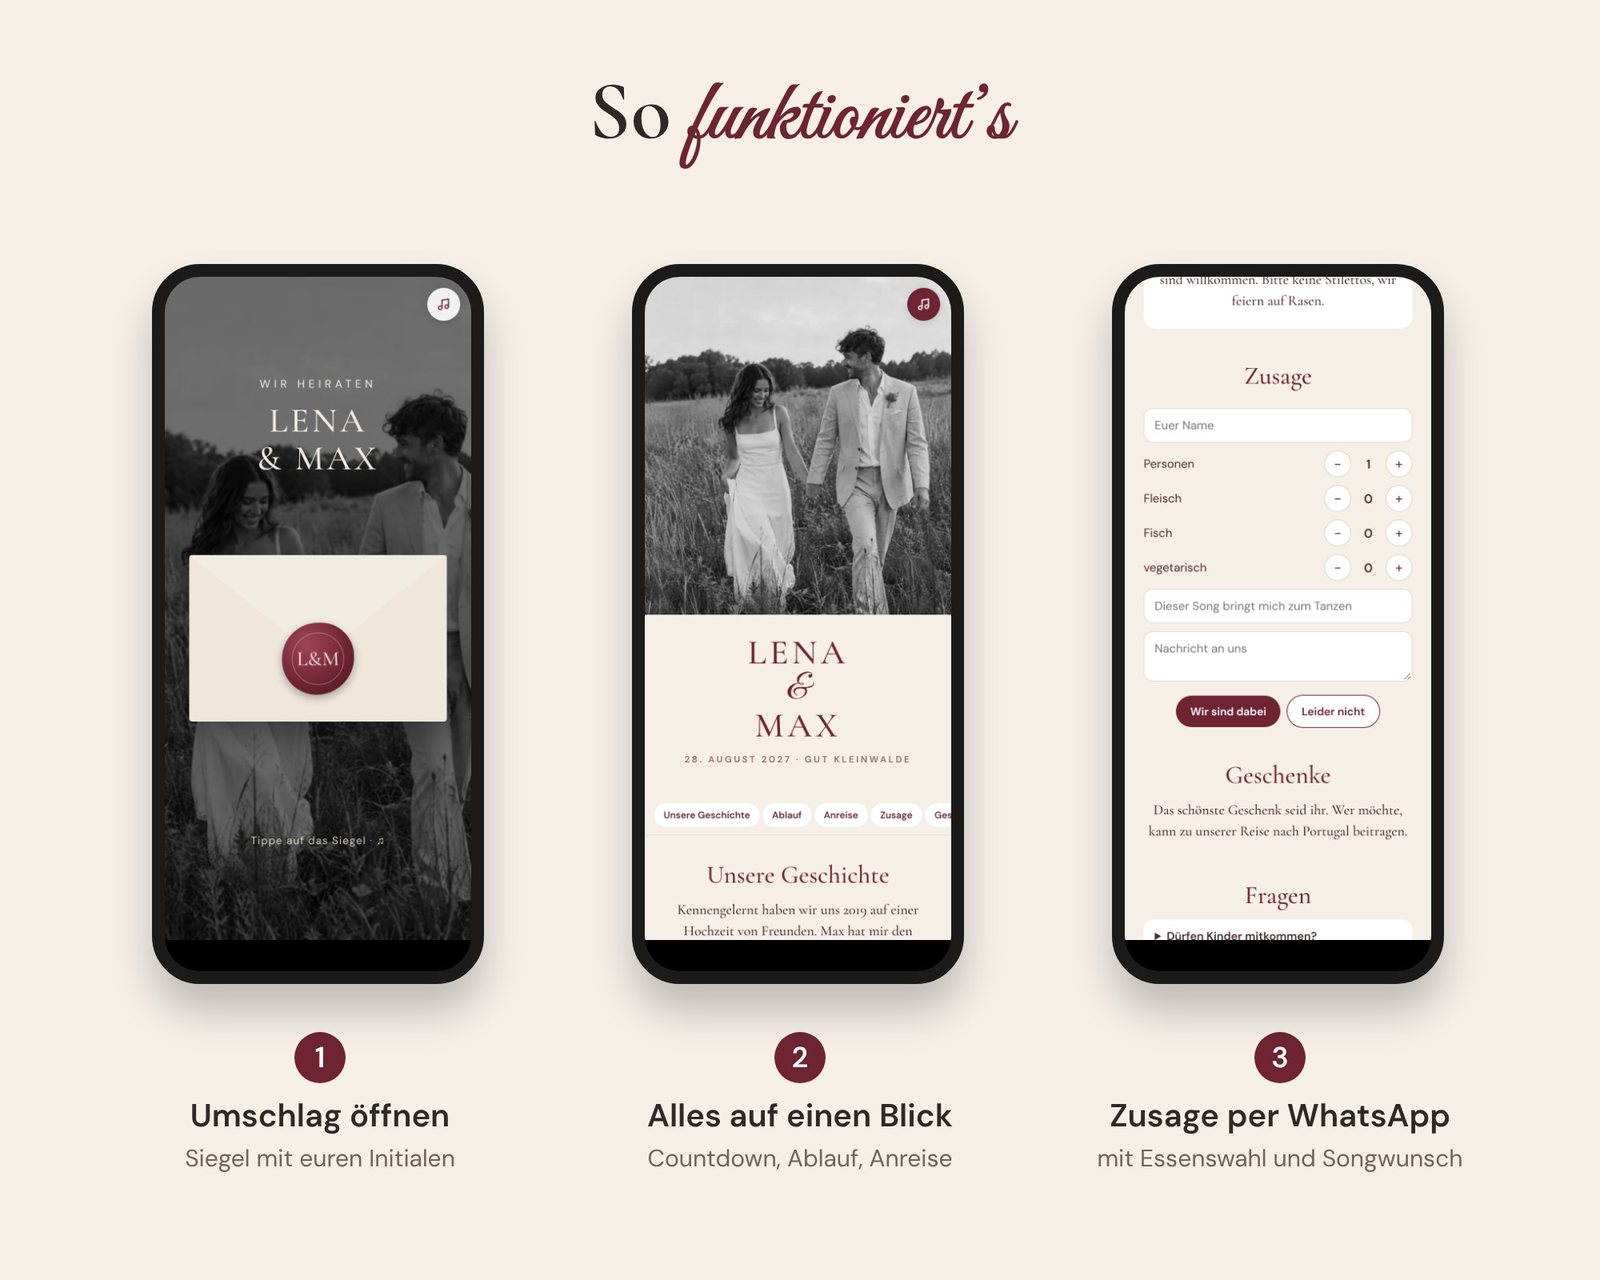 So funktioniert's
WIR HEIRATEN
LENA
& MAX
L&M
Tippe auf das Siegel · ♫
1
Umschlag öffnen
Siegel mit euren Initialen
LENA
&
MAX
28. AUGUST 2027 · GUT KLEINWALDE
Unsere Geschichte Ablauf Anreise Zusage Ges
Unsere Geschichte
Kennengelernt haben wir uns 2019 auf einer
Hochzeit von Freunden. Max hat mir den
2
Alles auf einen Blick
Countdown, Ablauf, Anreise
sind willkommen. Bitte keine Stilettos, wir
feiern auf Rasen.
Zusage
Euer Name
Personen − 1 +
Fleisch − 0 +
Fisch − 0 +
vegetarisch − 0 +
Dieser Song bringt mich zum Tanzen
Nachricht an uns
Wir sind dabei Leider nicht
Geschenke
Das schönste Geschenk seid ihr. Wer möchte,
kann zu unserer Reise nach Portugal beitragen.
Fragen
▶ Dürfen Kinder mitkommen?
3
Zusage per WhatsApp
mit Essenswahl und Songwunsch